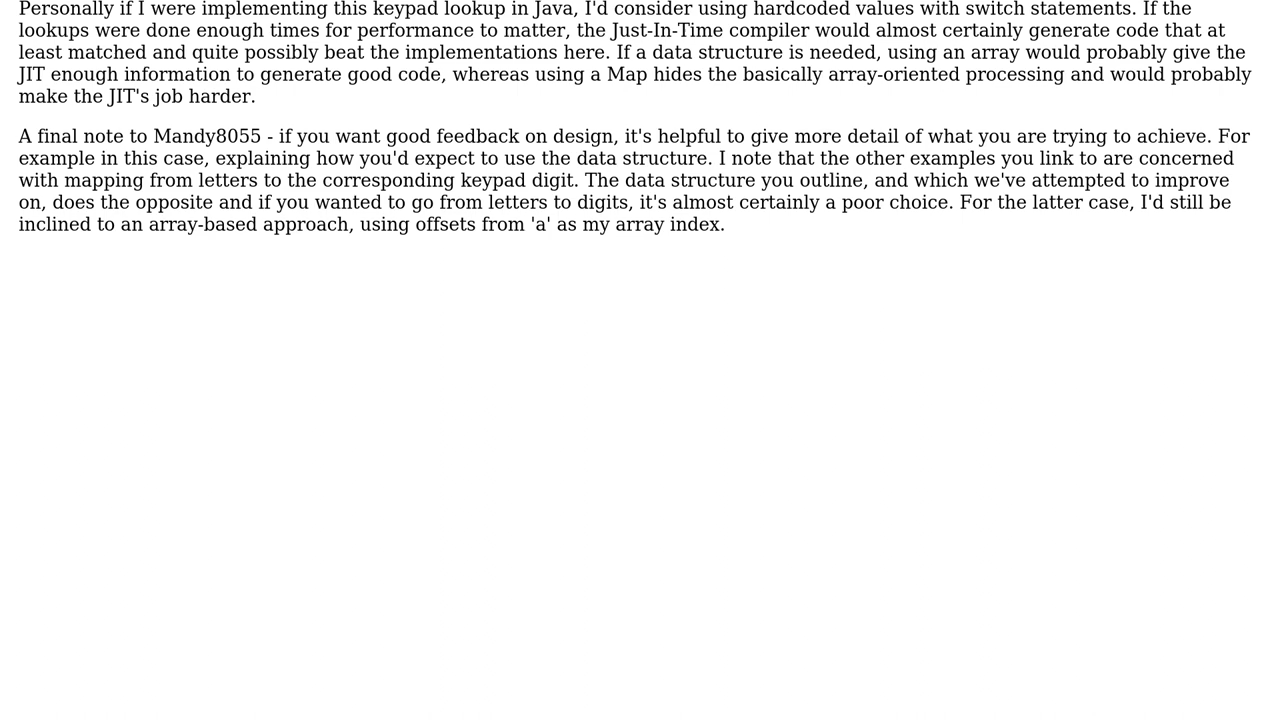 Personally if I were implementing this keypad lookup in Java, I'd consider using hardcoded values with switch statements. If the
lookups were done enough times for performance to matter, the Just-In-Time compiler would almost certainly generate code that at
least matched and quite possibly beat the implementations here. If a data structure is needed, using an array would probably give the
JIT enough information to generate good code, whereas using a Map hides the basically array-oriented processing and would probably
make the JIT's job harder.
A final note to Mandy8055 - if you want good feedback on design, it's helpful to give more detail of what you are trying to achieve. For
example in this case, explaining how you'd expect to use the data structure. I note that the other examples you link to are concerned
with mapping from letters to the corresponding keypad digit. The data structure you outline, and which we've attempted to improve
on, does the opposite and if you wanted to go from letters to digits, it's almost certainly a poor choice. For the latter case, I'd still be
inclined to an array-based approach, using offsets from 'a' as my array index.